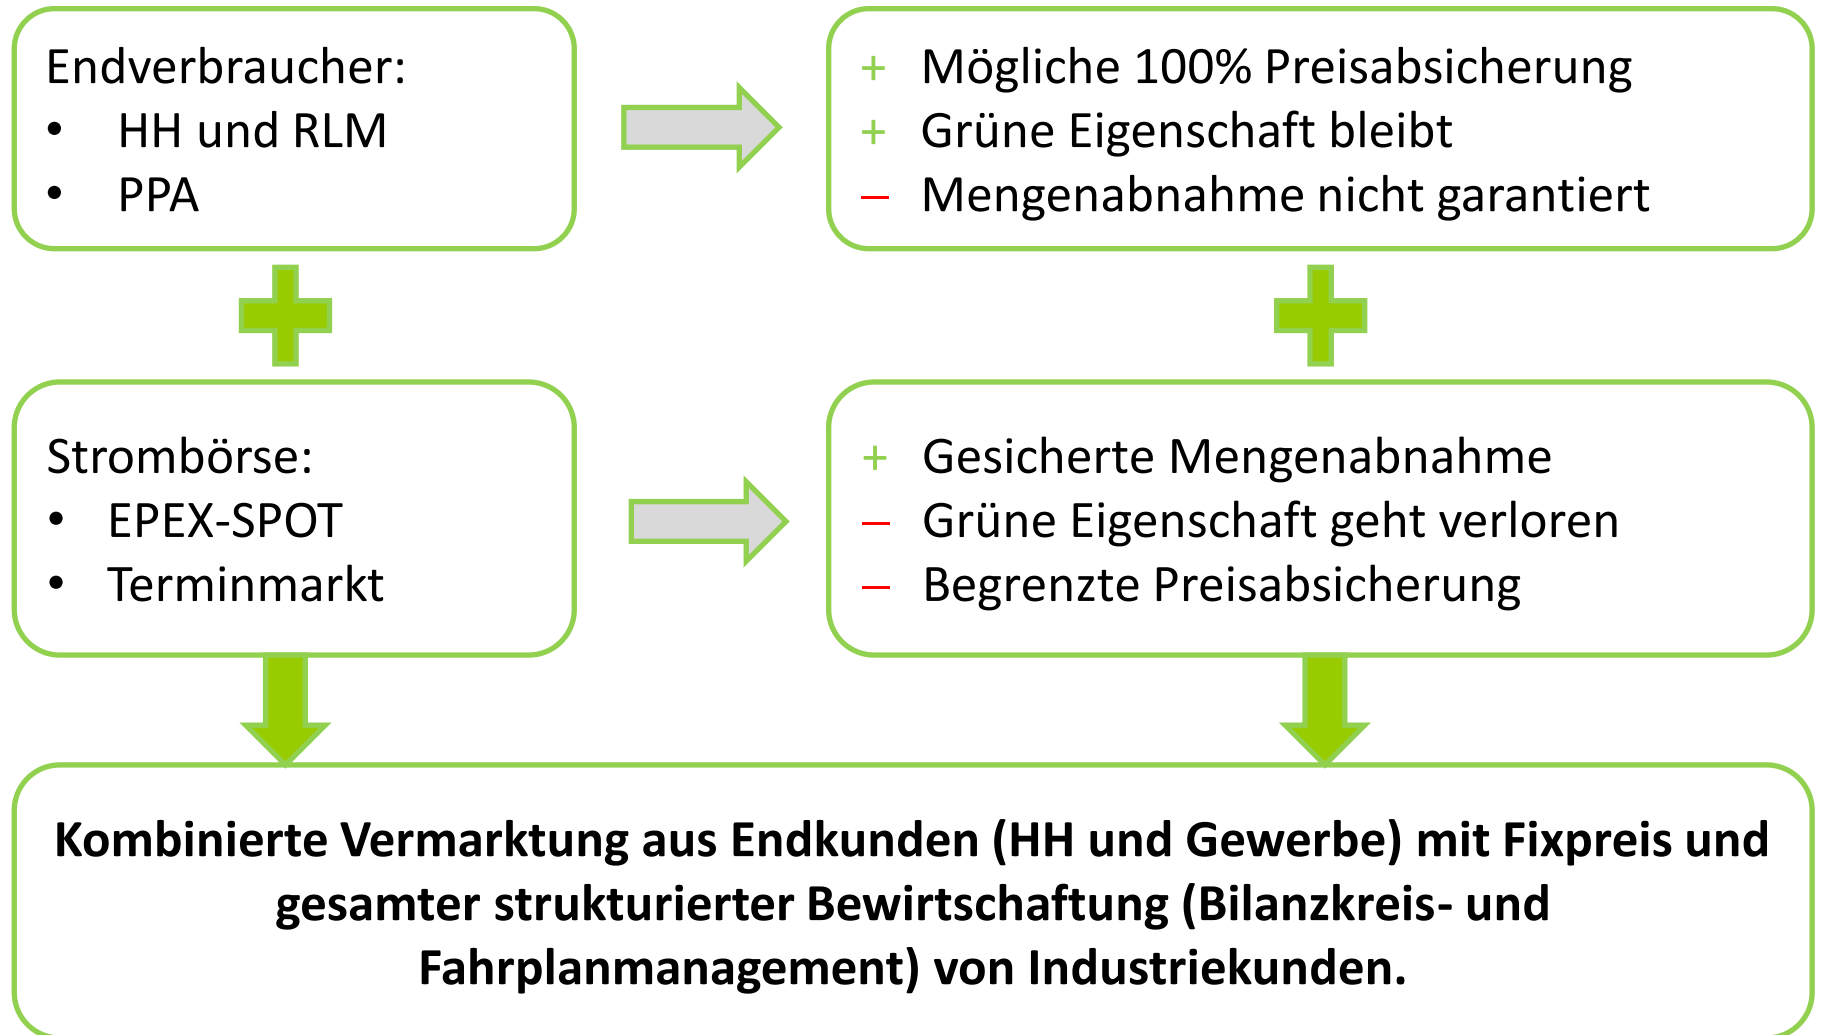 Endverbraucher:
• HH und RLM
• PPA
+ Mögliche 100% Preisabsicherung
+ Grüne Eigenschaft bleibt
– Mengenabnahme nicht garantiert
Strombörse:
• EPEX-SPOT
• Terminmarkt
+ Gesicherte Mengenabnahme
– Grüne Eigenschaft geht verloren
– Begrenzte Preisabsicherung
Kombinierte Vermarktung aus Endkunden (HH und Gewerbe) mit Fixpreis und
gesamter strukturierter Bewirtschaftung (Bilanzkreis- und
Fahrplanmanagement) von Industriekunden.